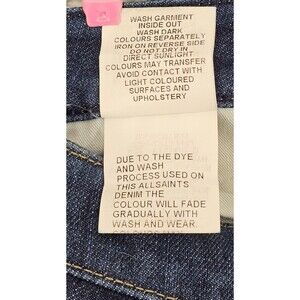 WASH GARMENT
INSIDE OUT
WASH DARK
COLOURS SEPARATELY
IRON ON REVERSE SIDE
DO NOT DRY IN
DIRECT SUNLIGHT
COLOURS MAY TRANSFER
AVOID CONTACT WITH
LIGHT COLOURED
SURFACES AND
UPHOLSTERY
DUE TO THE DYE
AND WASH
PROCESS USED ON
THIS ALLSAINTS
DENIM THE
COLOUR WILL FADE
GRADUALLY WITH
WASH AND WEAR.